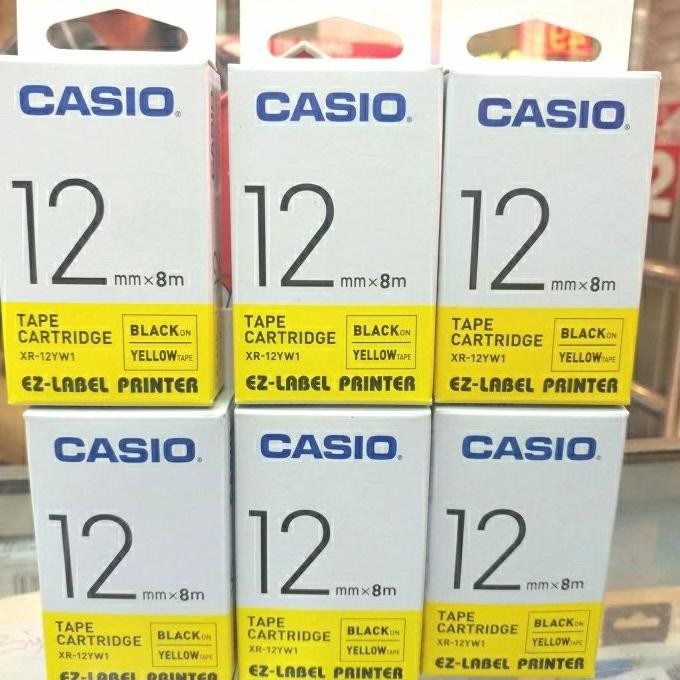 CASIO®
12 mm×8m
TAPE
CARTRIDGE
XR-12YW1
BLACK ON
YELLOW TAPE
EZ-LABEL PRINTER
CASIO®
12 mm×8m
TAPE
CARTRIDGE
XR-12YW1
BLACK ON
YELLOW TAPE
EZ-LABEL PRINTER
CASIO®
12 mm×8m
TAPE
CARTRIDGE
XR-12YW1
BLACK ON
YELLOW TAPE
EZ-LABEL PRINTER
CASIO®
12 mm×8m
TAPE
CARTRIDGE
XR-12YW1
BLACK ON
YELLOW TAPE
EZ-LABEL PRINTER
CASIO®
12 mm×8m
TAPE
CARTRIDGE
XR-12YW1
BLACK ON
YELLOW TAPE
EZ-LABEL PRINTER
CASIO®
12 mm×8m
TAPE
CARTRIDGE
XR-12YW1
BLACK ON
YELLOW TAPE
EZ-LABEL PRINTER
2